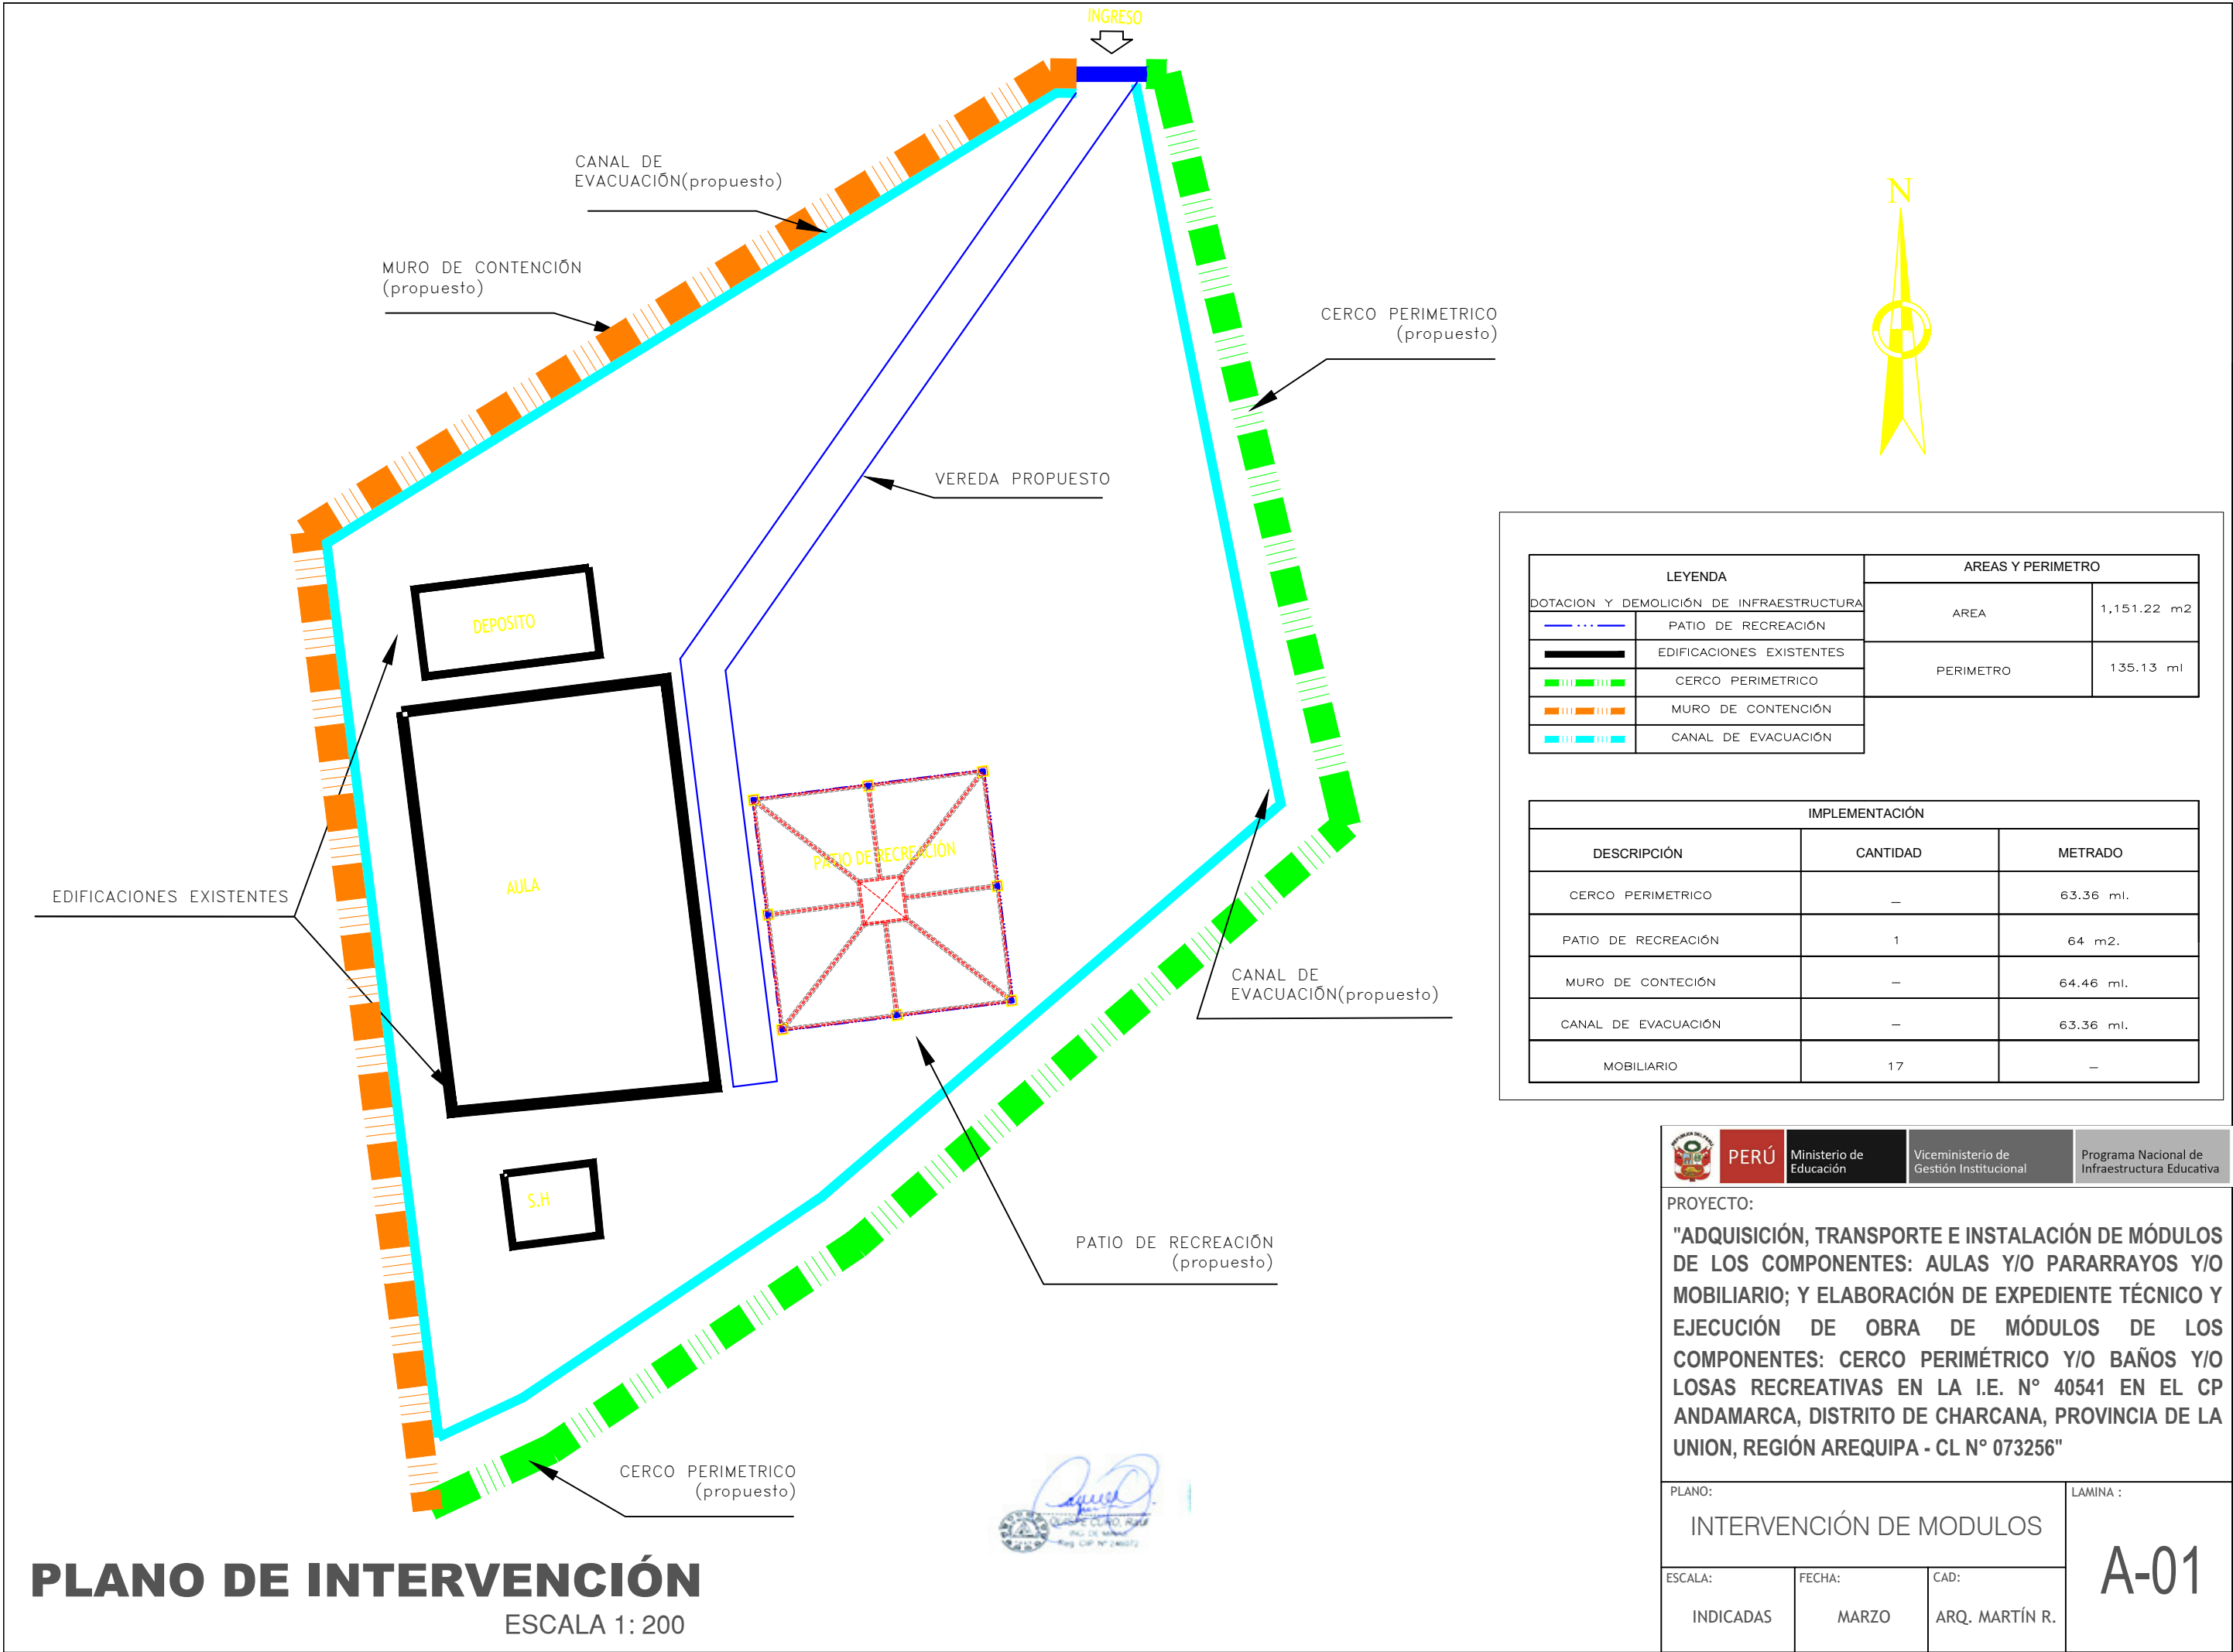 INGRESO
CANAL DE
EVACUACIÓN(propuesto)
MURO DE CONTENCIÓN
(propuesto)
CERCO PERIMETRICO
(propuesto)
N
VEREDA PROPUESTO
DEPOSITO
AULA
PATIO DE RECREACIÓN
EDIFICACIONES EXISTENTES
CANAL DE
EVACUACIÓN(propuesto)
S.H
PATIO DE RECREACIÓN
(propuesto)
CERCO PERIMETRICO
(propuesto)
LEYENDA
DOTACION Y DEMOLICIÓN DE INFRAESTRUCTURA
PATIO DE RECREACIÓN
EDIFICACIONES EXISTENTES
CERCO PERIMETRICO
MURO DE CONTENCIÓN
CANAL DE EVACUACIÓN
AREAS Y PERIMETRO
AREA 1,151.22 m2
PERIMETRO 135.13 ml
IMPLEMENTACIÓN
DESCRIPCIÓN CANTIDAD METRADO
CERCO PERIMETRICO _ 63.36 ml.
PATIO DE RECREACIÓN 1 64 m2.
MURO DE CONTECIÓN – 64.46 ml.
CANAL DE EVACUACIÓN – 63.36 ml.
MOBILIARIO 17 –
PERÚ
Ministerio de
Educación
Viceministerio de
Gestión Institucional
Programa Nacional de
Infraestructura Educativa
PROYECTO:
"ADQUISICIÓN, TRANSPORTE E INSTALACIÓN DE MÓDULOS
DE LOS COMPONENTES: AULAS Y/O PARARRAYOS Y/O
MOBILIARIO; Y ELABORACIÓN DE EXPEDIENTE TÉCNICO Y
EJECUCIÓN DE OBRA DE MÓDULOS DE LOS
COMPONENTES: CERCO PERIMÉTRICO Y/O BAÑOS Y/O
LOSAS RECREATIVAS EN LA I.E. N° 40541 EN EL CP
ANDAMARCA, DISTRITO DE CHARCANA, PROVINCIA DE LA
UNION, REGIÓN AREQUIPA - CL N° 073256"
PLANO:
INTERVENCIÓN DE MODULOS
LAMINA :
A-01
ESCALA:
INDICADAS
FECHA:
MARZO
CAD:
ARQ. MARTÍN R.
QUISPE CURO, Raul
ING. DE MINAS
Reg. CIP N°
PLANO DE INTERVENCIÓN
ESCALA 1: 200